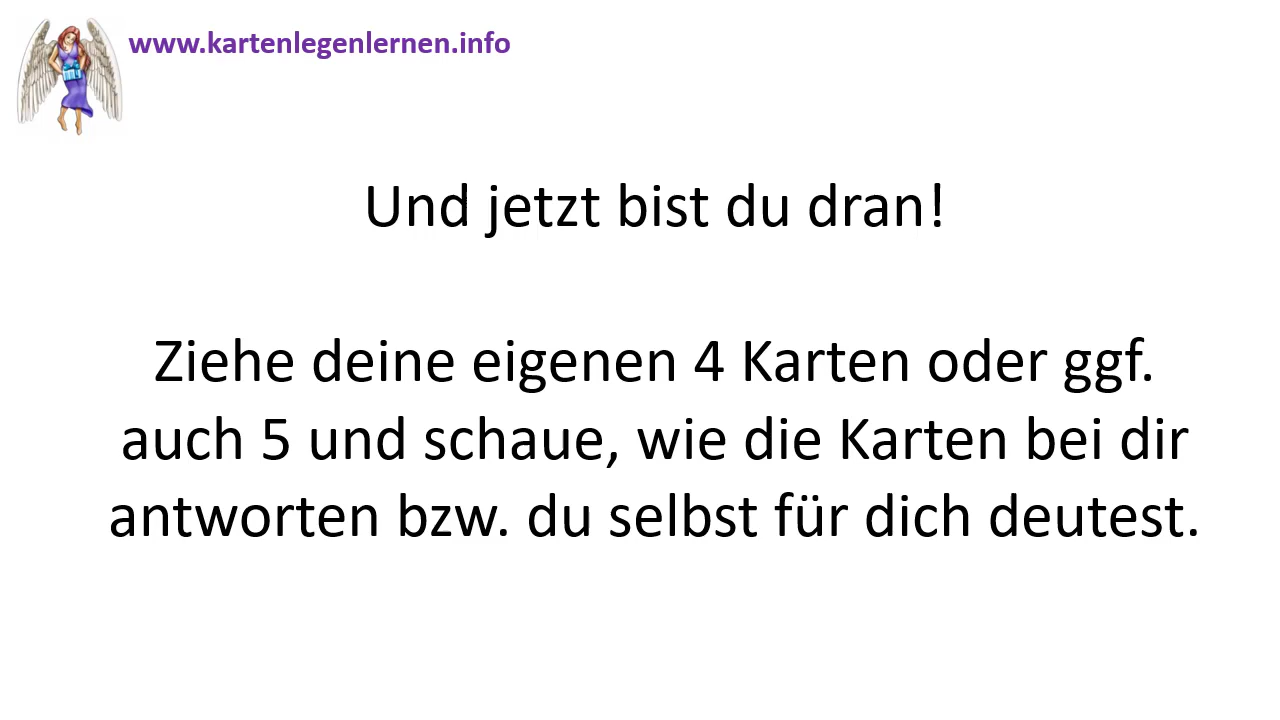 www.kartenlegenlernen.info
Und jetzt bist du dran!
Ziehe deine eigenen 4 Karten oder ggf.
auch 5 und schaue, wie die Karten bei dir
antworten bzw. du selbst für dich deutest.